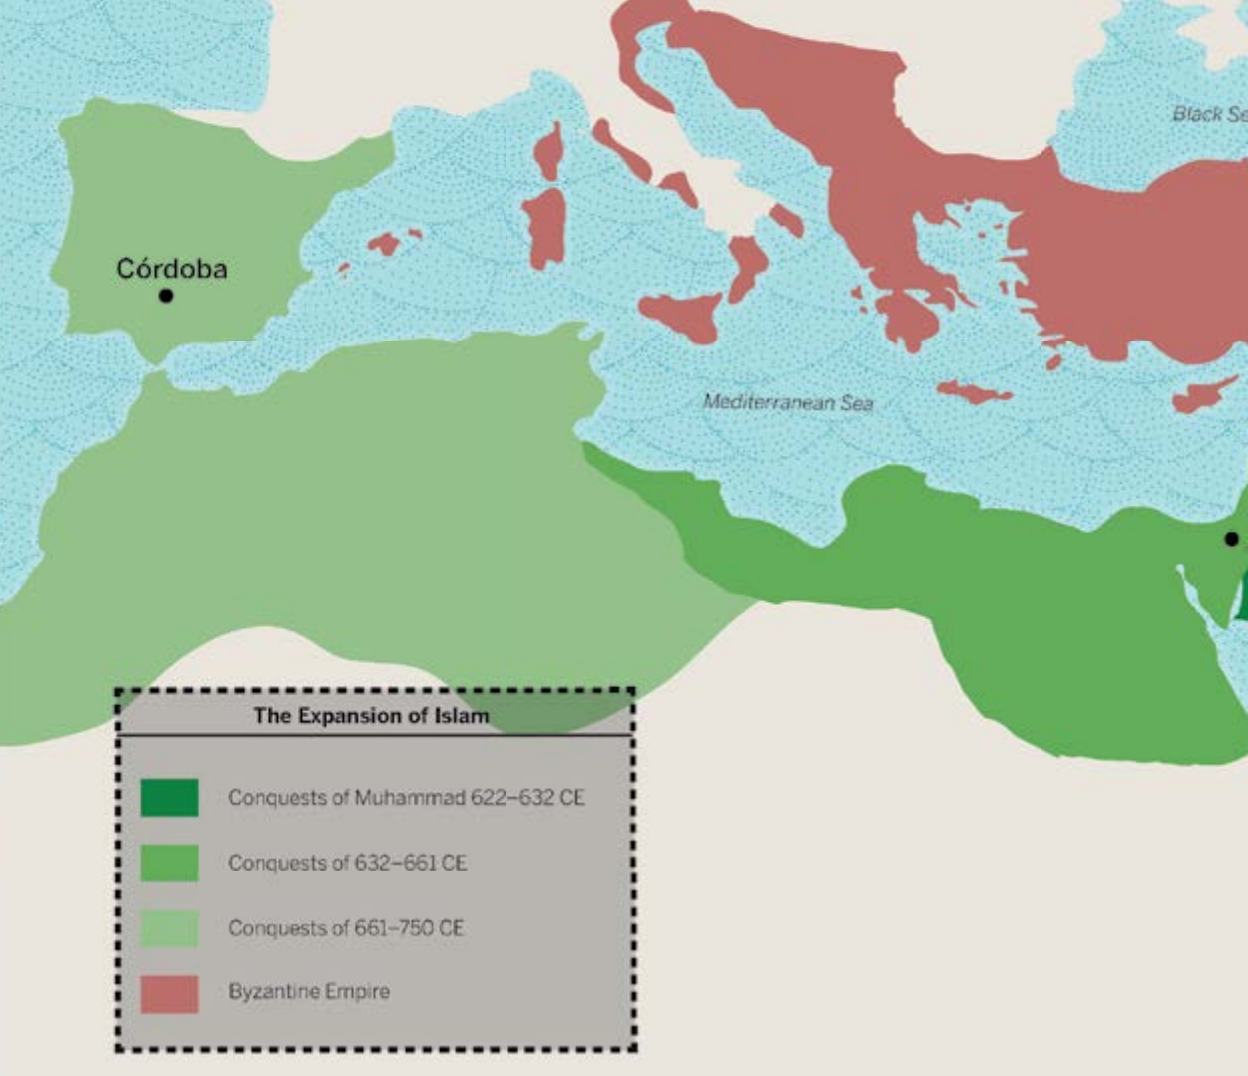 Black Se
Córdoba
Mediterranean Sea
The Expansion of Islam
Conquests of Muhammad 622–632 CE
Conquests of 632–661 CE
Conquests of 661–750 CE
Byzantine Empire